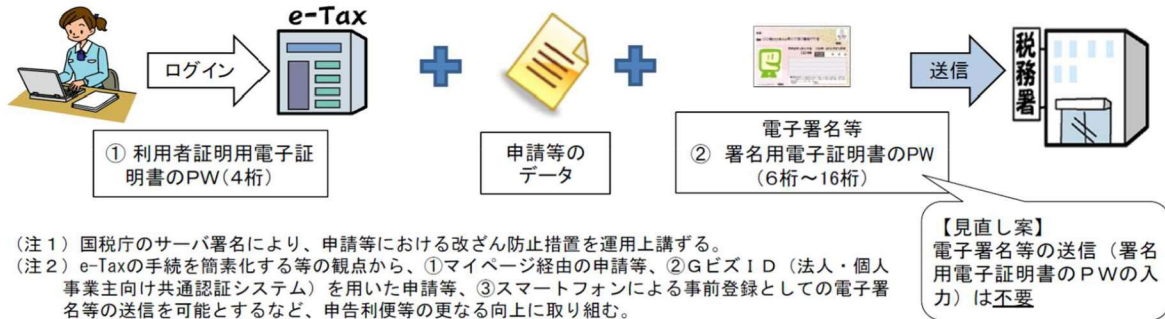 e-Tax
ログイン
送信
税務署
① 利用者証明用電子証
明書のPW(4桁)
申請等の
データ
電子署名等
② 署名用電子証明書のPW
(6桁~16桁)
【見直し案】
電子署名等の送信(署名
用電子証明書のPWの入
力)は不要
(注1)国税庁のサーバ署名により、申請等における改ざん防止措置を運用上講ずる。
(注2)e-Taxの手続を簡素化する等の観点から、①マイページ経由の申請等、②GビズID(法人・個人
事業主向け共通認証システム)を用いた申請等、③スマートフォンによる事前登録としての電子署
名等の送信を可能とするなど、申告利便等の更なる向上に取り組む。